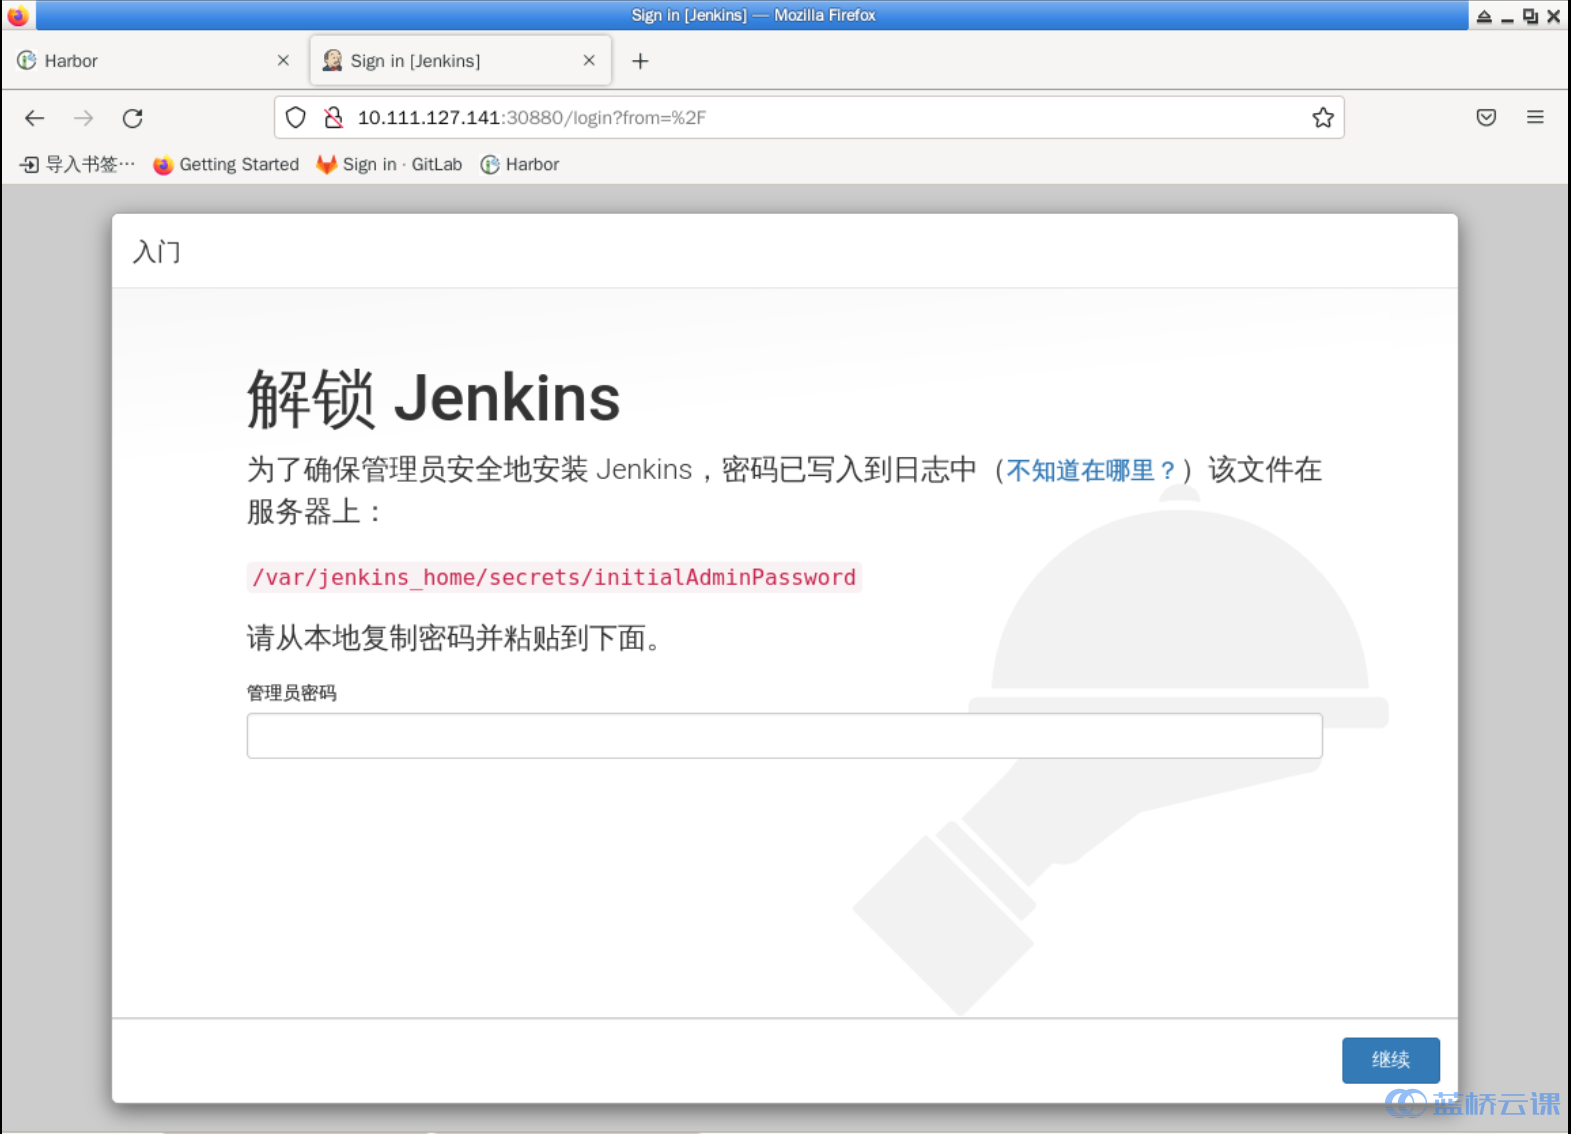 Sign in [Jenkins] — Mozilla Firefox
Harbor
Sign in [Jenkins]
10.111.127.141:30880/login?from=%2F
导入书签…
Getting Started
Sign in · GitLab
Harbor
入门
解锁 Jenkins
为了确保管理员安全地安装 Jenkins，密码已写入到日志中（不知道在哪里？）该文件在
服务器上：
/var/jenkins_home/secrets/initialAdminPassword
请从本地复制密码并粘贴到下面。
管理员密码
继续
蓝桥云课